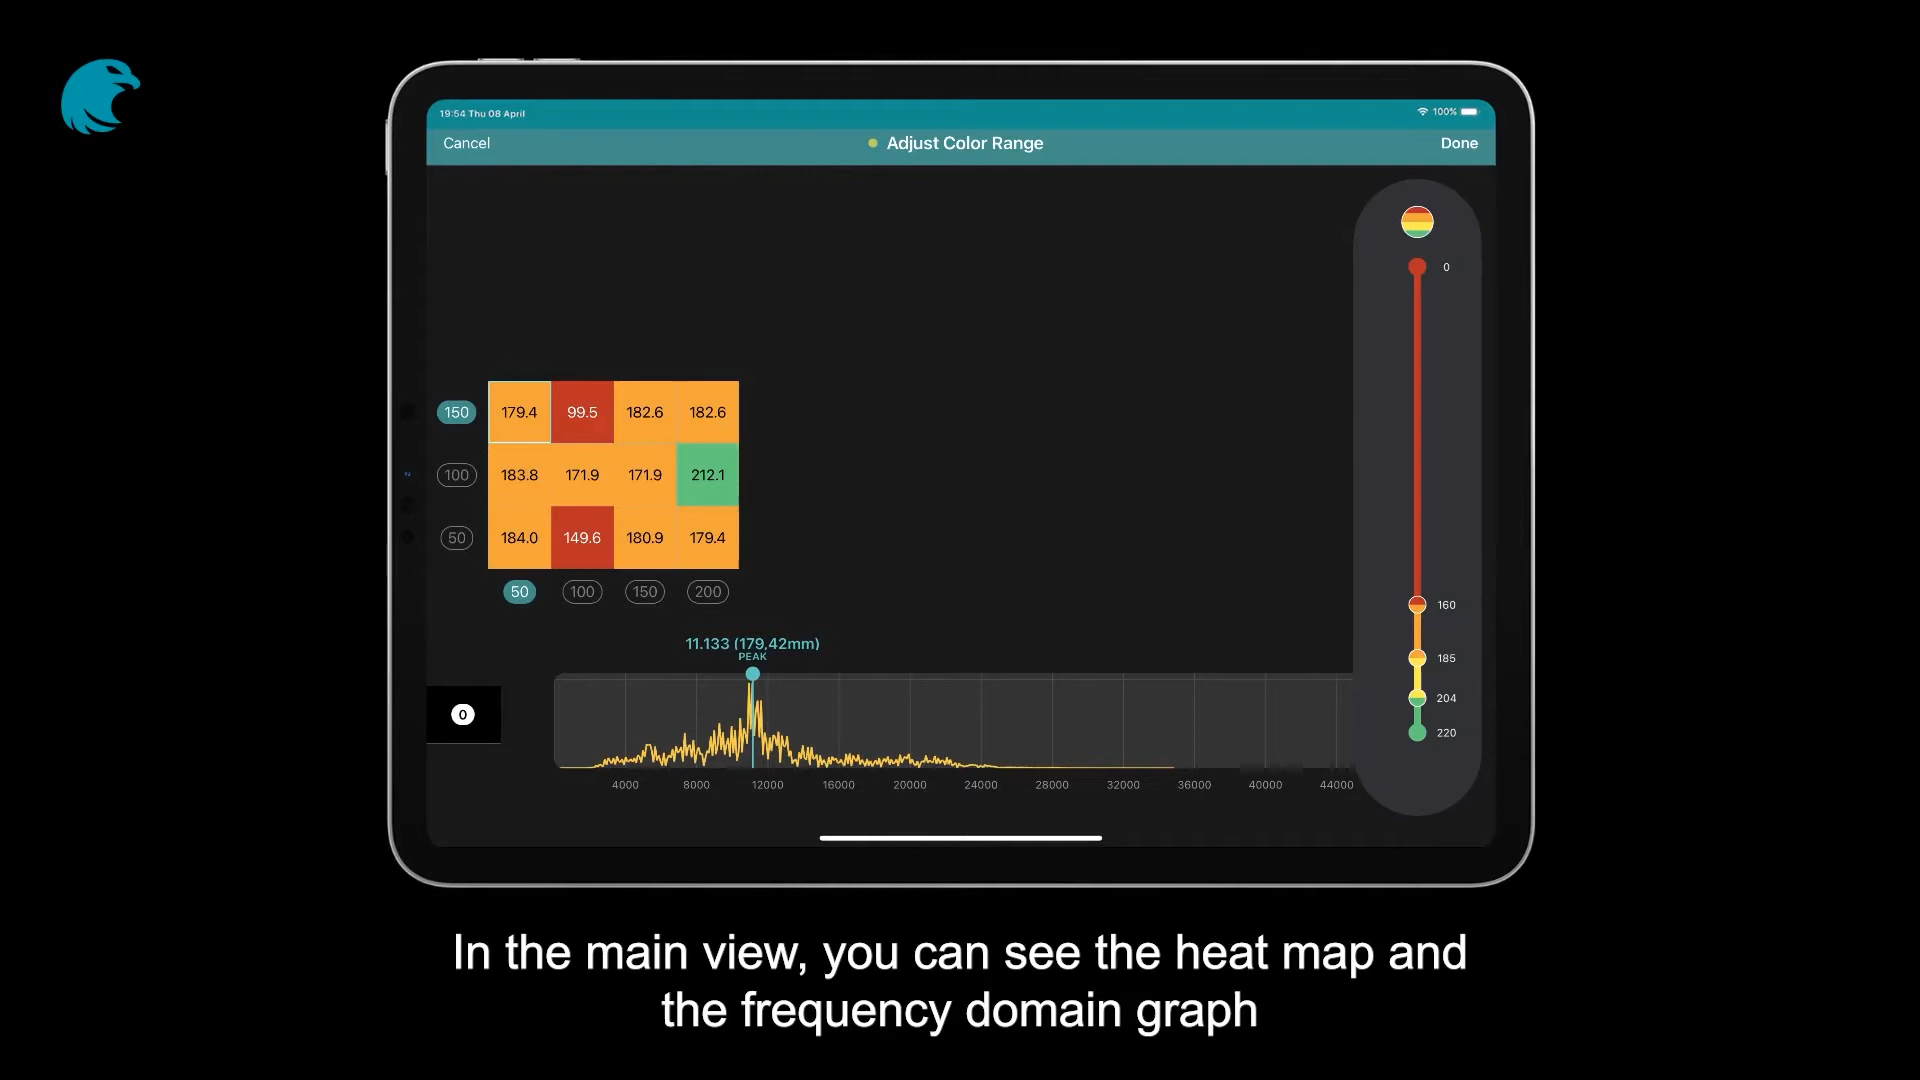 19:54 Thu 08 April
100%
Cancel
Adjust Color Range
Done
0
150 179.4 99.5 182.6 182.6
100 183.8 171.9 171.9 212.1
50 184.0 149.6 180.9 179.4
50 100 150 200
160
185
204
220
11.133 (179,42mm)
PEAK
0
4000 8000 12000 16000 20000 24000 28000 32000 36000 40000 44000
In the main view, you can see the heat map and
the frequency domain graph